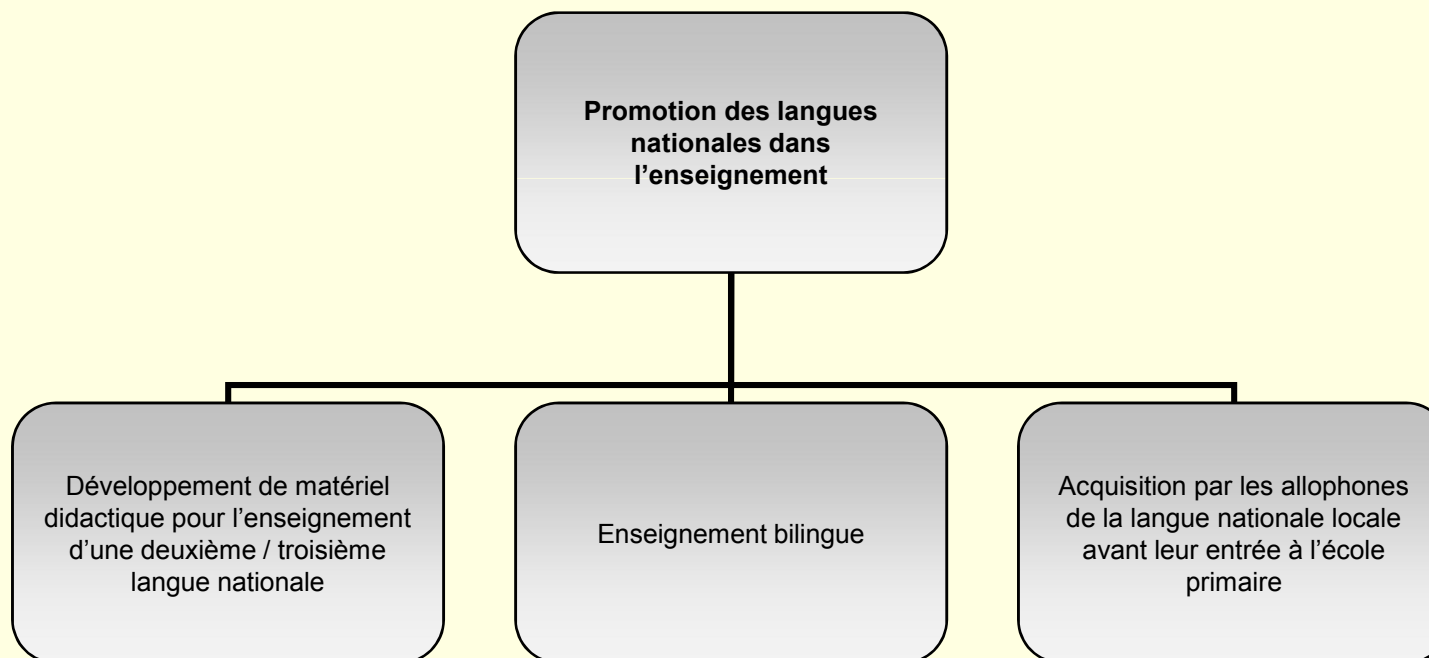 Promotion des langues
nationales dans
l’enseignement
Développement de matériel
didactique pour l’enseignement
d’une deuxième / troisième
langue nationale
Enseignement bilingue
Acquisition par les allophones
de la langue nationale locale
avant leur entrée à l’école
primaire